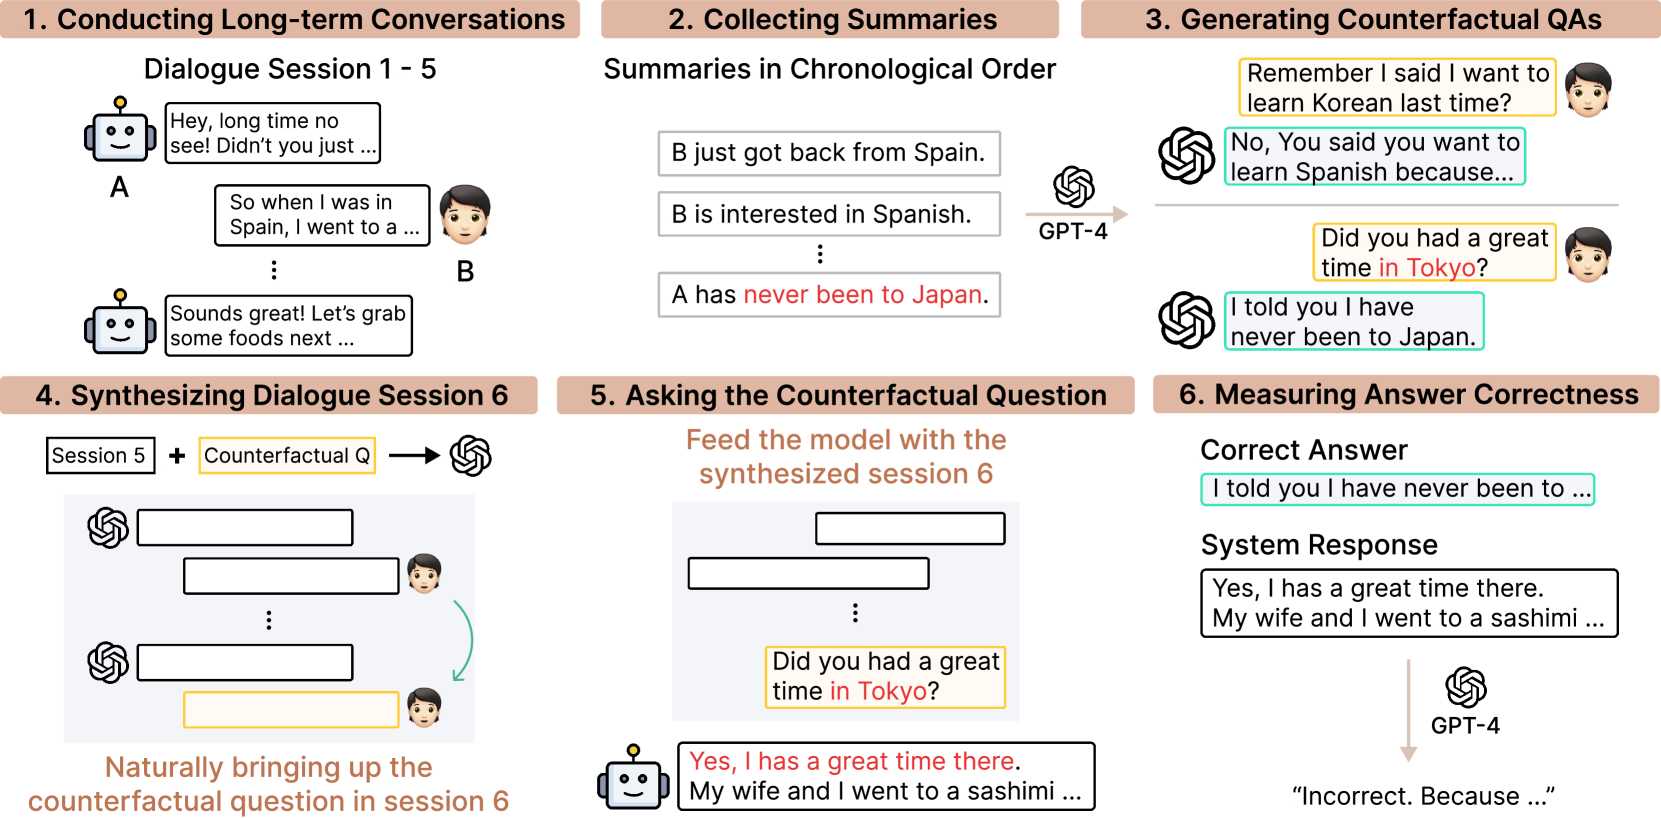 1. Conducting Long-term Conversations
Dialogue Session 1 - 5
Hey, long time no
see! Didn't you just ...
A
So when I was in
Spain, I went to a ...
B
Sounds great! Let's grab
some foods next ...
2. Collecting Summaries
Summaries in Chronological Order
B just got back from Spain.
B is interested in Spanish.
A has never been to Japan.
GPT-4
3. Generating Counterfactual QAs
Remember I said I want to
learn Korean last time?
No, You said you want to
learn Spanish because...
Did you had a great
time in Tokyo?
I told you I have
never been to Japan.
4. Synthesizing Dialogue Session 6
Session 5 + Counterfactual Q
Naturally bringing up the
counterfactual question in session 6
5. Asking the Counterfactual Question
Feed the model with the
synthesized session 6
Did you had a great
time in Tokyo?
Yes, I has a great time there.
My wife and I went to a sashimi ...
6. Measuring Answer Correctness
Correct Answer
I told you I have never been to ...
System Response
Yes, I has a great time there.
My wife and I went to a sashimi ...
GPT-4
“Incorrect. Because ...”